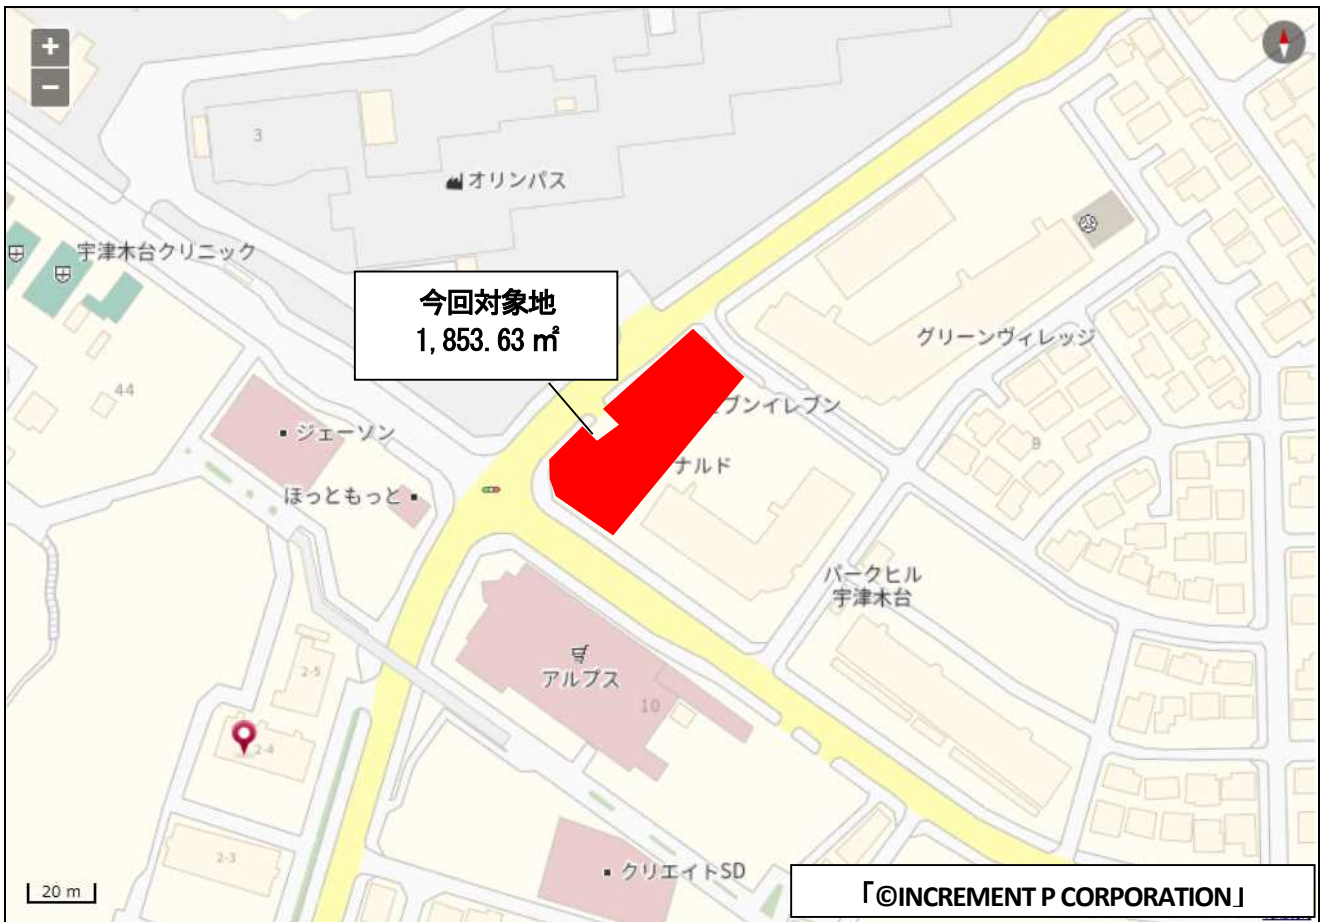 +
−
3
オリンパス
宇津木台クリニック
今回対象地
1,853.63 ㎡
グリーンヴィレッジ
44
ブンイレブン
ジェーソン
9
ナルド
ほっともっと
パークヒル
宇津木台
アルプス
2-5
10
2-4
2-3
クリエイトSD
20 m
「©INCREMENT P CORPORATION」